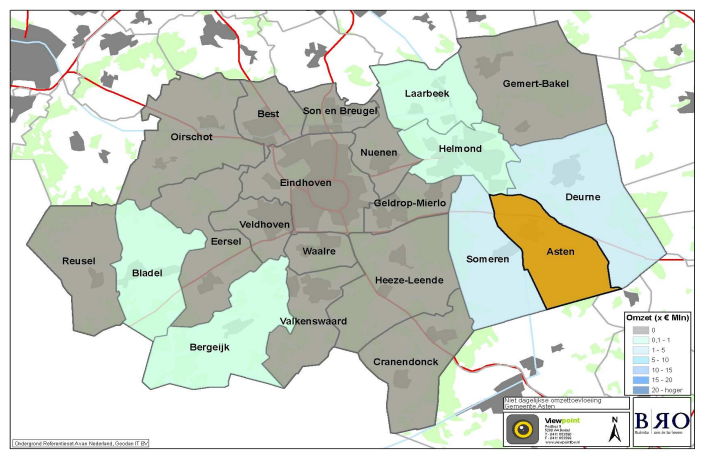 Laarbeek
Gemert-Bakel
Best
Son en Breugel
Oirschot
Nuenen
Helmond
Eindhoven
Deurne
Geldrop-Mierlo
Veldhoven
Eersel
Waalre
Asten
Someren
Reusel
Bladel
Heeze-Leende
Valkenswaard
Bergeijk
Cranendonck
Omzet (x € Mln)
0
0,1 - 1
1 - 5
5 - 10
10 - 15
15 - 20
20 - hoger
Niet dagelijkse omzettoevloeiing
Gemeente Asten
Viewpoint
N
BRO
Ondergrond Referentieset Avan Nederland, Geodan IT BV